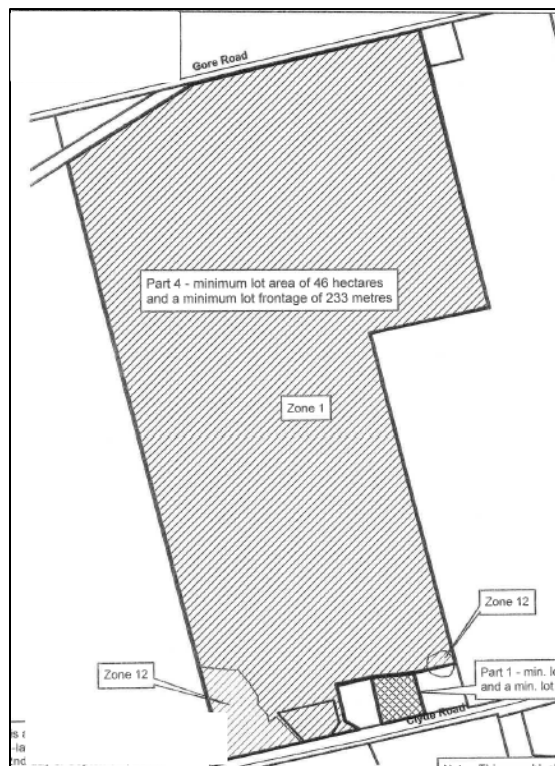 Gore Road
Part 4 - minimum lot area of 46 hectares
and a minimum lot frontage of 233 metres
Zone 1
Zone 12
Zone 12
Part 1 - min. l
and a min. lot
Clyde Road